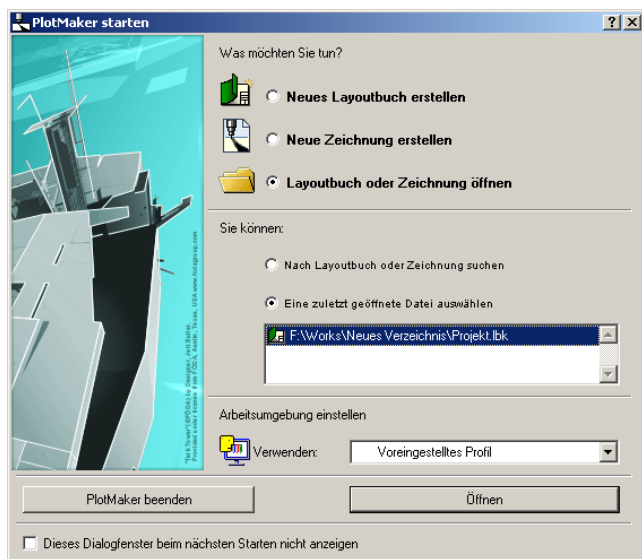 PlotMaker starten
Was möchten Sie tun?
Neues Layoutbuch erstellen
Neue Zeichnung erstellen
Layoutbuch oder Zeichnung öffnen
Sie können:
Nach Layoutbuch oder Zeichnung suchen
Eine zuletzt geöffnete Datei auswählen
F:\Works\Neues Verzeichnis\Projekt.lbk
Arbeitsumgebung einstellen
Verwenden:
Voreingestelltes Profil
PlotMaker beenden
Öffnen
Dieses Dialogfenster beim nächsten Starten nicht anzeigen